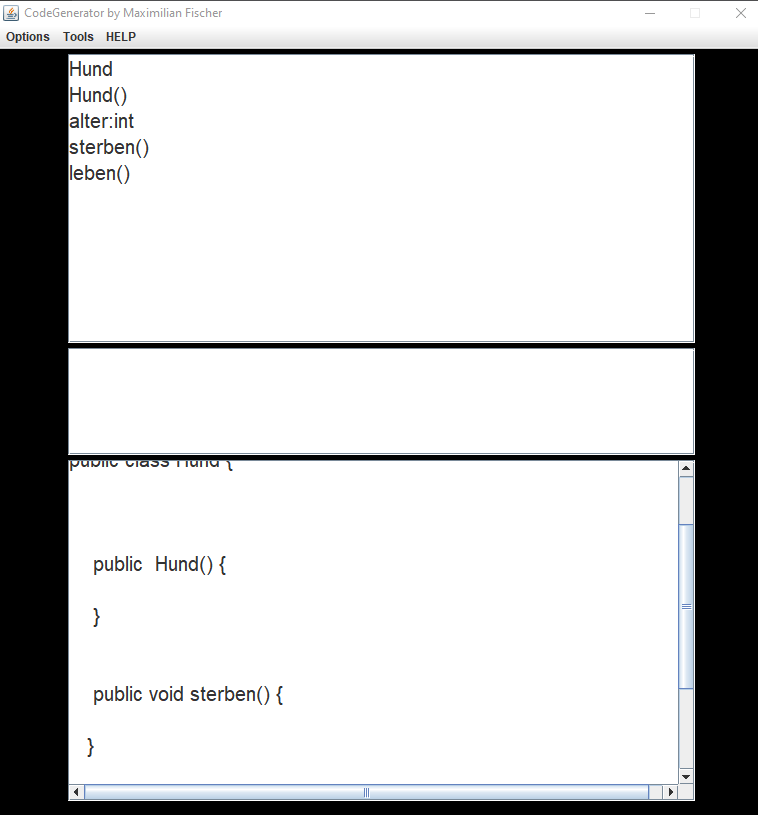 CodeGenerator by Maximilian Fischer
Options Tools HELP
Hund
Hund()
alter:int
sterben()
leben()
public class Hund {
public  Hund() {
}
public void sterben() {
}